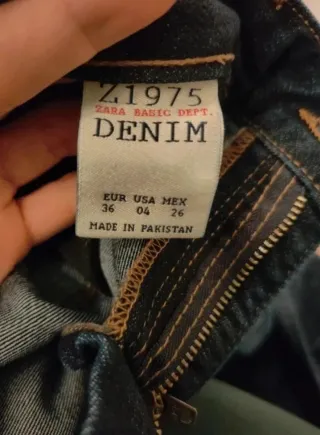 Z1975
ZARA BASIC DEPT.
DENIM
EUR USA MEX
36 04 26
MADE IN PAKISTAN